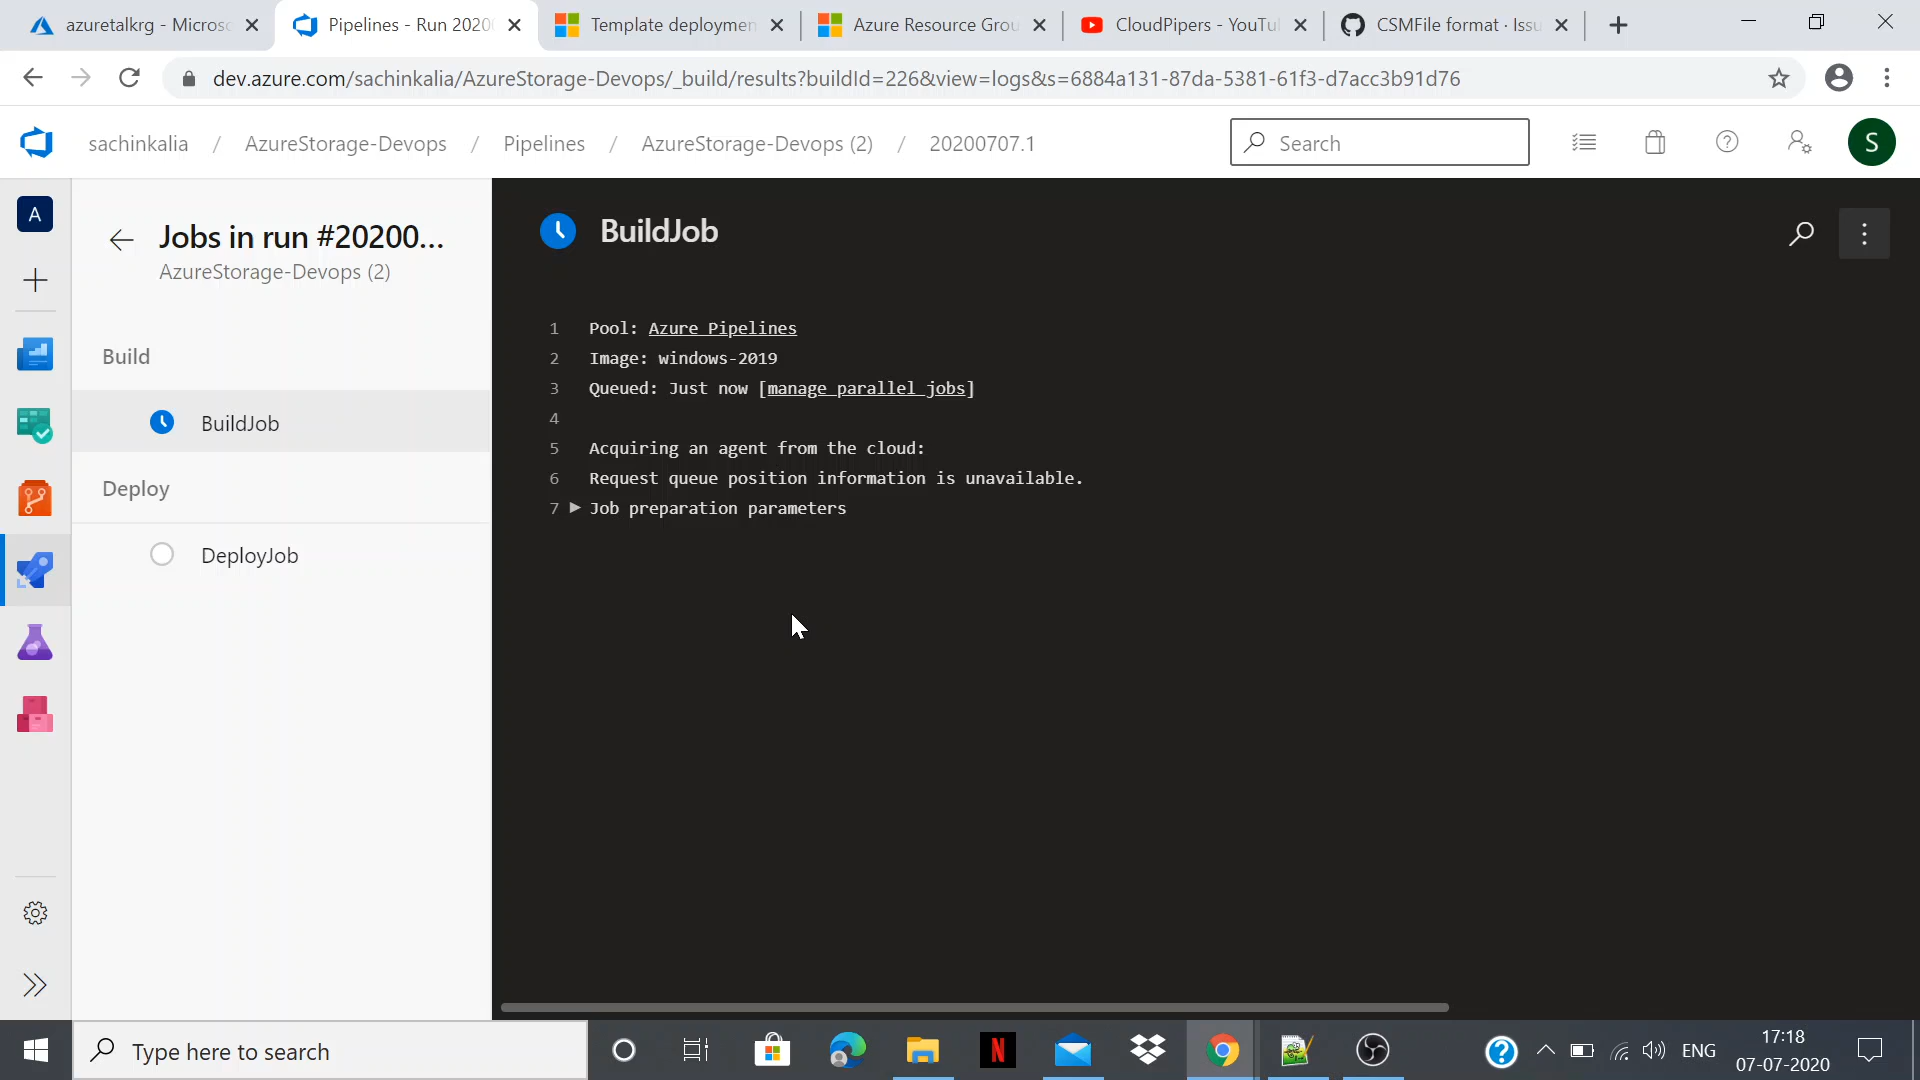 azuretalkrg - Microsc
Pipelines - Run 2020
Template deploymen
Azure Resource Grou
CloudPipers - YouTu
CSMFile format · Issu
dev.azure.com/sachinkalia/AzureStorage-Devops/_build/results?buildId=226&view=logs&s=6884a131-87da-5381-61f3-d7acc3b91d76
sachinkalia / AzureStorage-Devops / Pipelines / AzureStorage-Devops (2) / 20200707.1
Search
S
A
Jobs in run #20200...
AzureStorage-Devops (2)
Build
BuildJob
Deploy
DeployJob
BuildJob
1 Pool: Azure Pipelines
2 Image: windows-2019
3 Queued: Just now [manage parallel jobs]
4
5 Acquiring an agent from the cloud:
6 Request queue position information is unavailable.
7 Job preparation parameters
Type here to search
N
ENG
17:18
07-07-2020